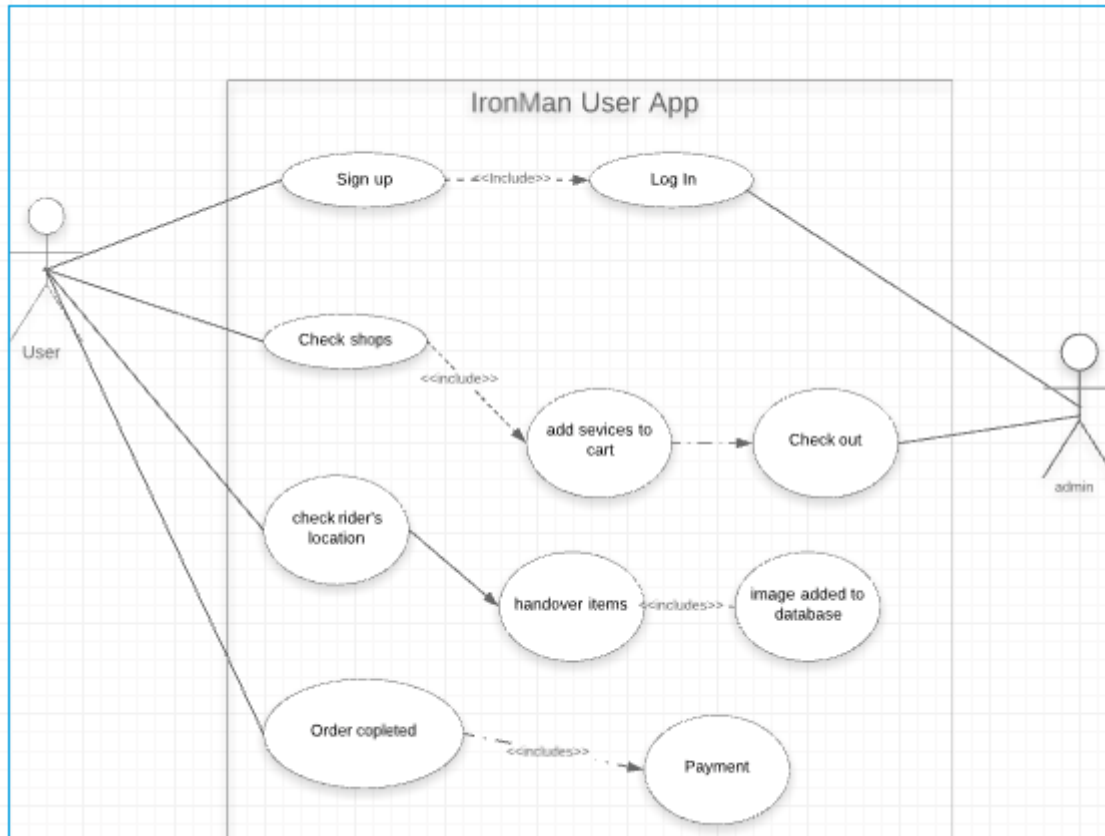 IronMan User App
Sign up
<<Include>>
Log In
User
Check shops
<<include>>
add sevices to
cart
Check out
admin
check rider's
location
handover items
<<includes>>
image added to
database
Order copleted
<<includes>>
Payment